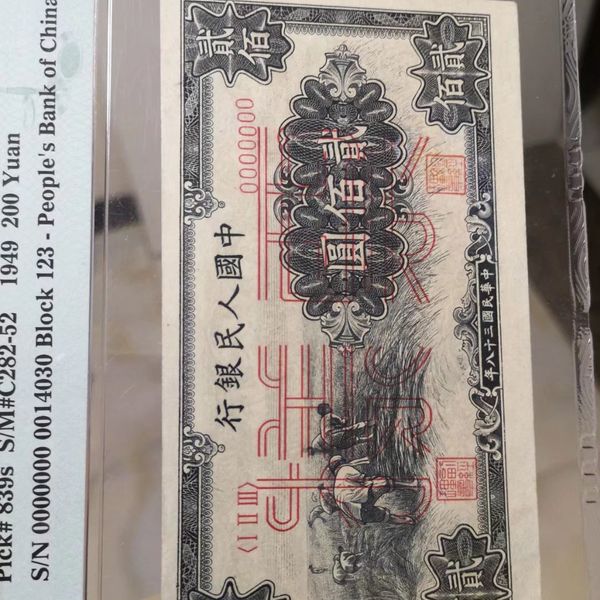 Pick# 839s S/M#C282-52 1949 200 Yuan
S/N 0000000 0014030 Block 123 - People's Bank of China
中國人民銀行
〈I II III〉
0000000
貳佰
貳佰圓
貳佰
中華民國三十八年
貳